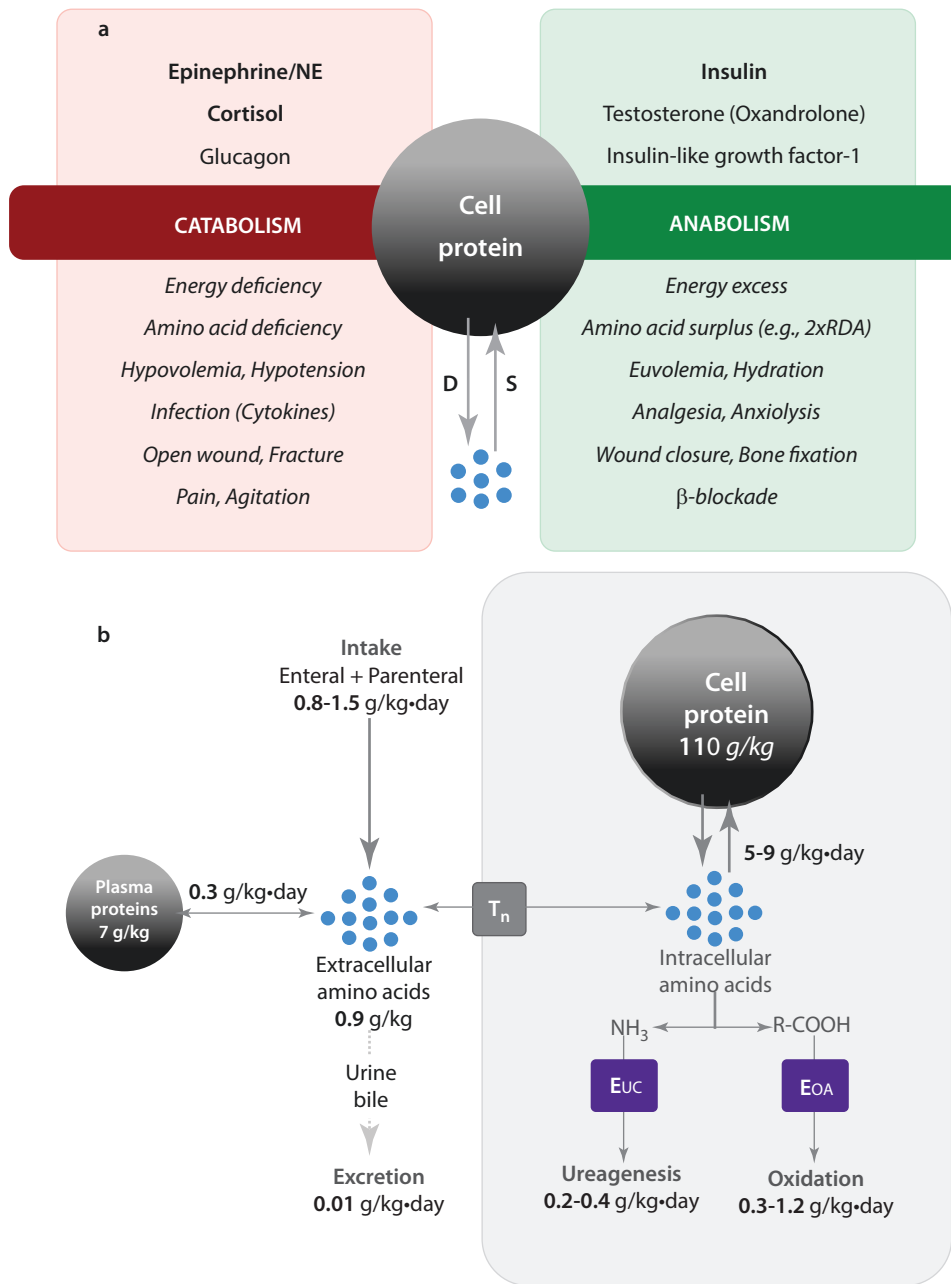 a
Epinephrine/NE
Cortisol
Glucagon
CATABOLISM
Energy deficiency
Amino acid deficiency
Hypovolemia, Hypotension
Infection (Cytokines)
Open wound, Fracture
Pain, Agitation
Cell
protein
D
S
Insulin
Testosterone (Oxandrolone)
Insulin-like growth factor-1
ANABOLISM
Energy excess
Amino acid surplus (e.g., 2xRDA)
Euvolemia, Hydration
Analgesia, Anxiolysis
Wound closure, Bone fixation
β-blockade
b
Intake
Enteral + Parenteral
0.8-1.5 g/kg•day
Plasma
proteins
7 g/kg
0.3 g/kg•day
Extracellular
amino acids
0.9 g/kg
Urine
bile
Excretion
0.01 g/kg•day
Tn
Cell
protein
110 g/kg
5-9 g/kg•day
Intracellular
amino acids
NH3
R-COOH
EUC
EOA
Ureagenesis
0.2-0.4 g/kg•day
Oxidation
0.3-1.2 g/kg•day